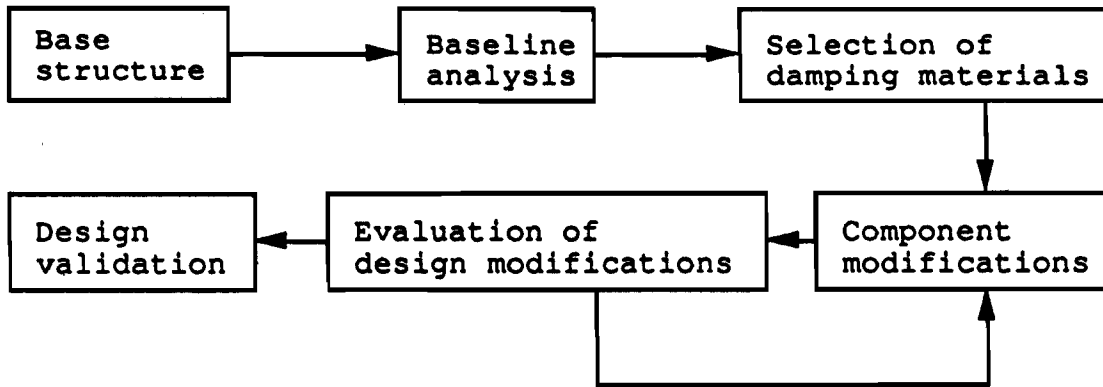 Base
structure
Baseline
analysis
Selection of
damping materials
Component
modifications
Evaluation of
design modifications
Design
validation